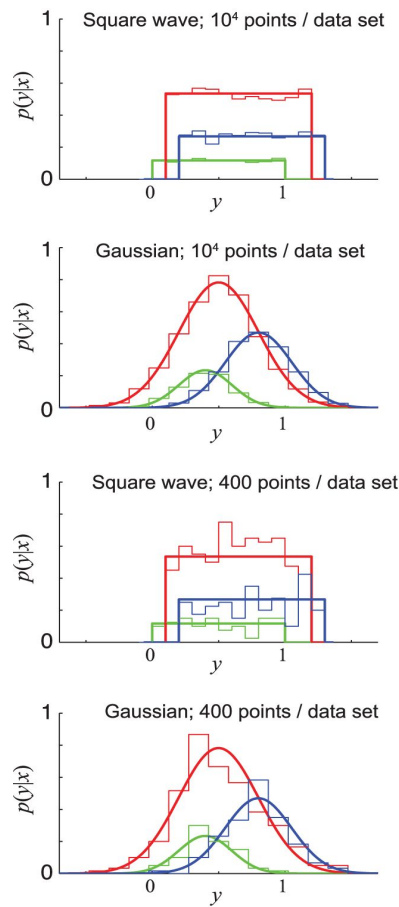 Square wave; 10⁴ points / data set
1
p(y|x)
0
0 1
y
Gaussian; 10⁴ points / data set
1
p(y|x)
0
0 1
y
Square wave; 400 points / data set
1
p(y|x)
0
0 1
y
Gaussian; 400 points / data set
1
p(y|x)
0
0 1
y